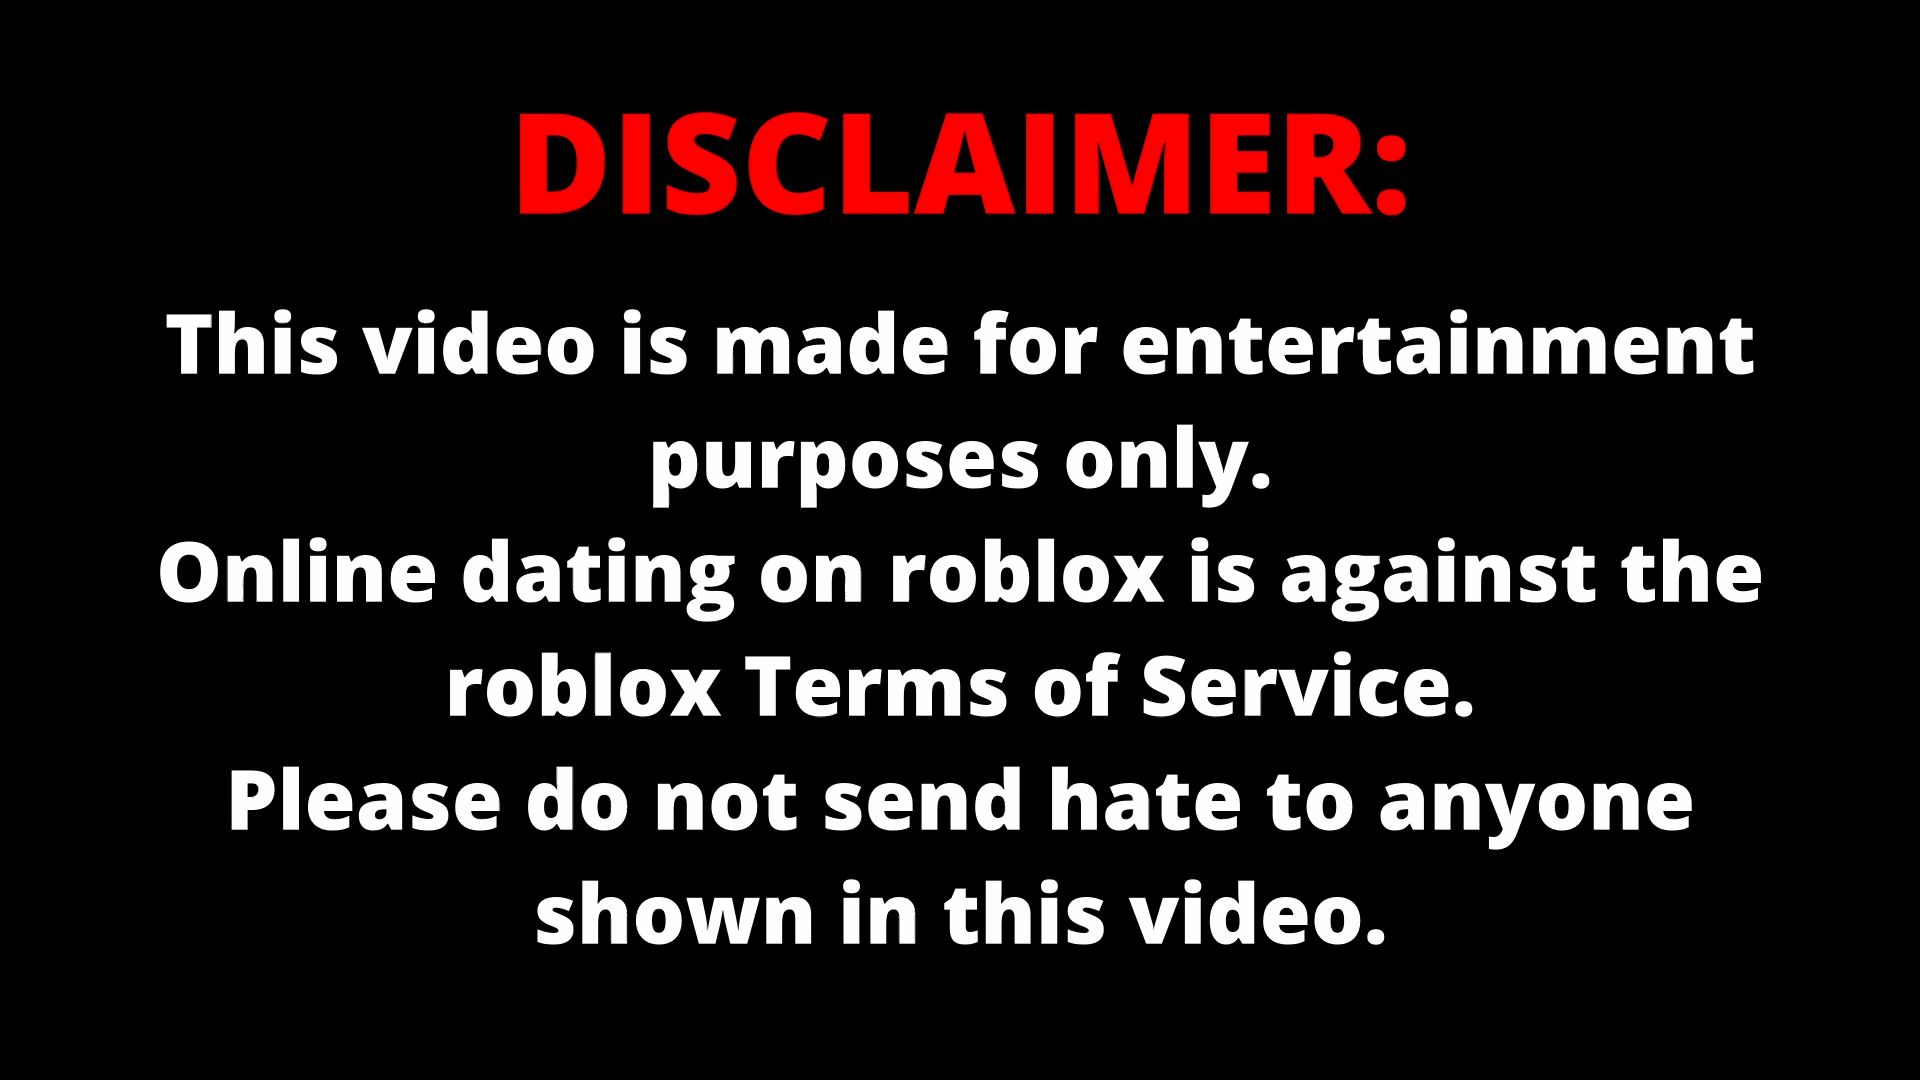 DISCLAIMER:
This video is made for entertainment
purposes only.
Online dating on roblox is against the
roblox Terms of Service.
Please do not send hate to anyone
shown in this video.